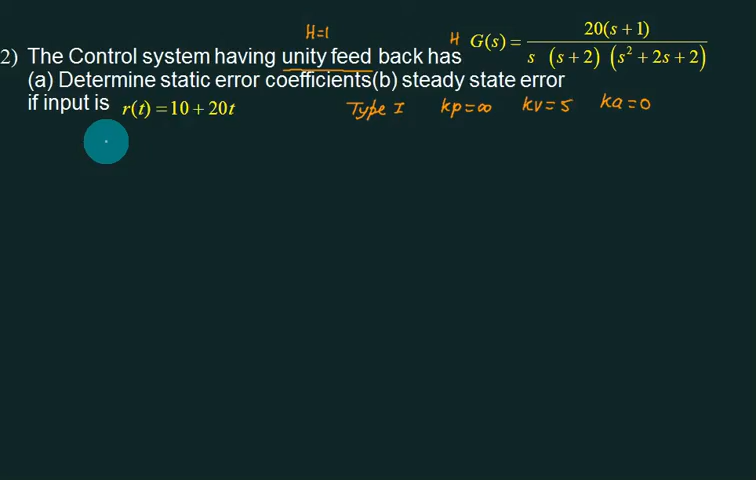 H=1
2) The Control system having unity feed back has H G(s) = 20(s+1) / s (s+2) (s²+2s+2)
(a) Determine static error coefficients(b) steady state error
if input is r(t) = 10 + 20t Type I kp=∞ kv=5 ka=0